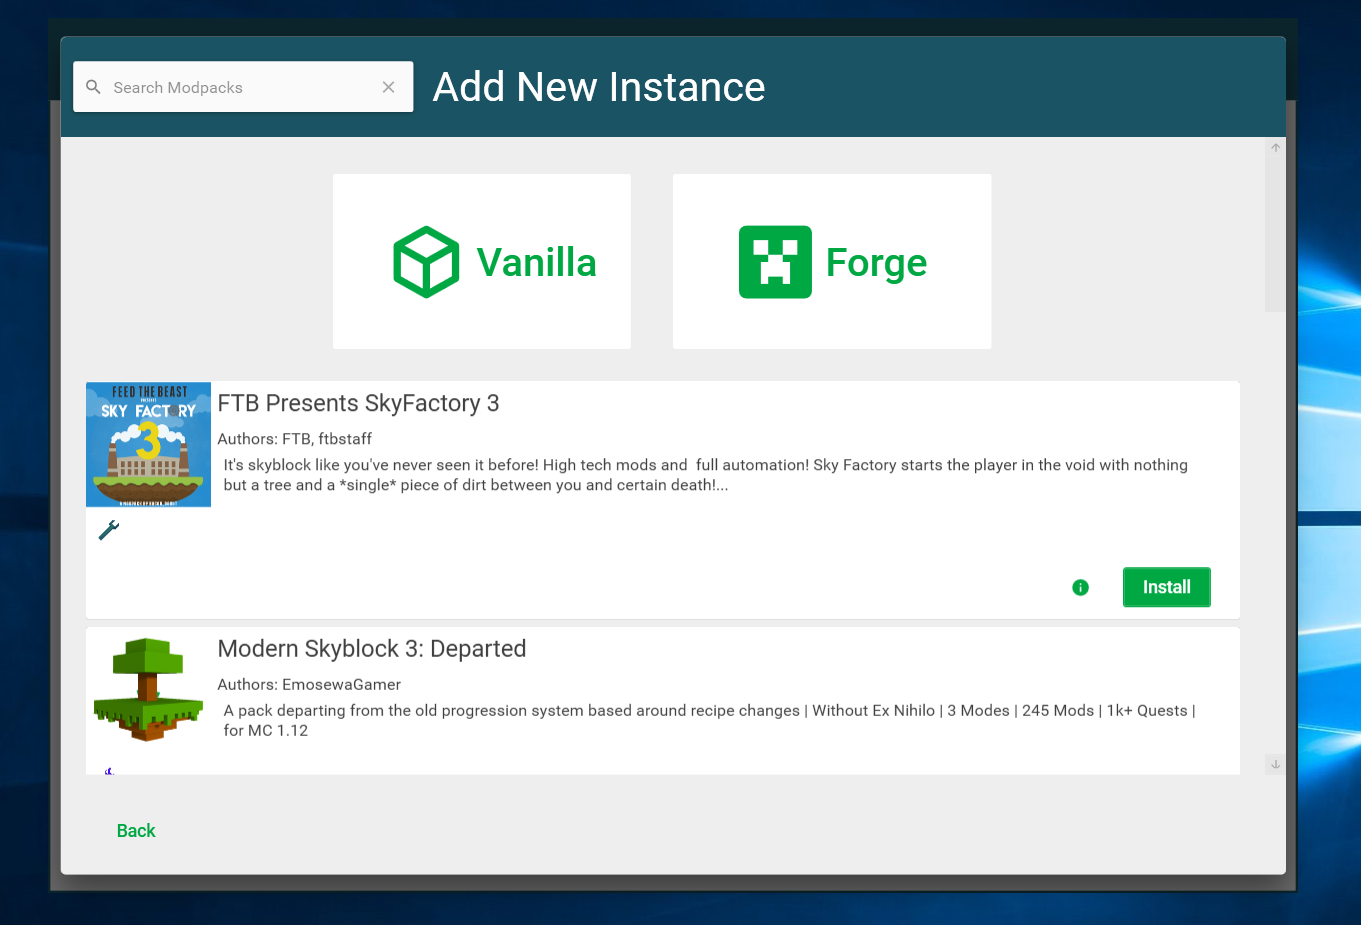 Search Modpacks
Add New Instance
Vanilla
Forge
FEED THE BEAST
SKY FACTORY
3
FTB Presents SkyFactory 3
Authors: FTB, ftbstaff
It's skyblock like you've never seen it before! High tech mods and  full automation! Sky Factory starts the player in the void with nothing
but a tree and a *single* piece of dirt between you and certain death!...
Install
Modern Skyblock 3: Departed
Authors: EmosewaGamer
A pack departing from the old progression system based around recipe changes | Without Ex Nihilo | 3 Modes | 245 Mods | 1k+ Quests |
for MC 1.12
Back